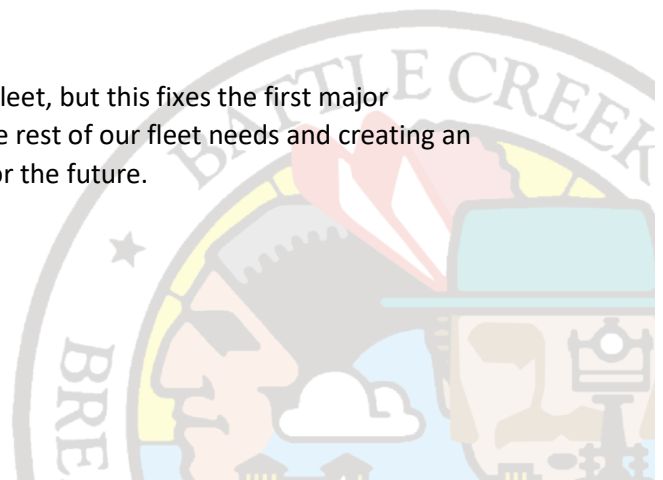 leet, but this fixes the first major
e rest of our fleet needs and creating an
or the future.
BATTLE CREEK
BRE